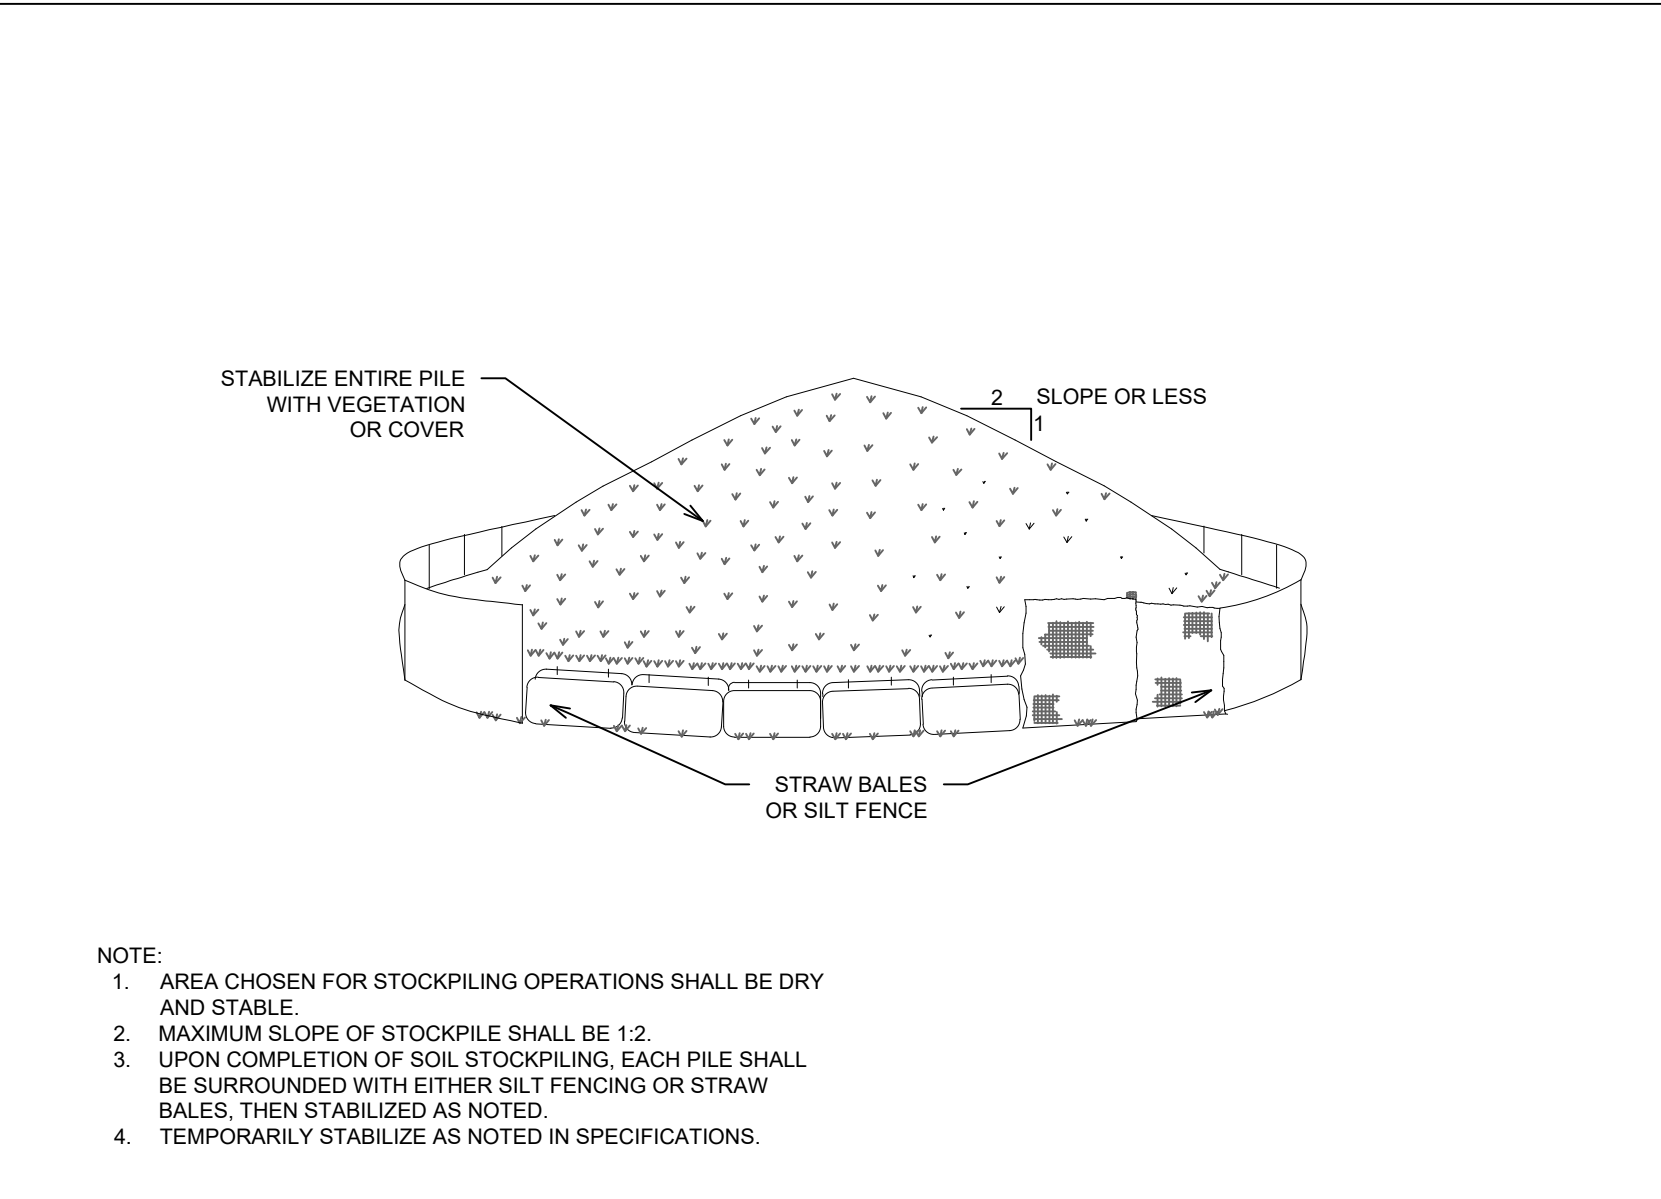 STABILIZE ENTIRE PILE
WITH VEGETATION
OR COVER
2
SLOPE OR LESS
1
STRAW BALES
OR SILT FENCE
NOTE:
1. AREA CHOSEN FOR STOCKPILING OPERATIONS SHALL BE DRY
AND STABLE.
2. MAXIMUM SLOPE OF STOCKPILE SHALL BE 1:2.
3. UPON COMPLETION OF SOIL STOCKPILING, EACH PILE SHALL
BE SURROUNDED WITH EITHER SILT FENCING OR STRAW
BALES, THEN STABILIZED AS NOTED.
4. TEMPORARILY STABILIZE AS NOTED IN SPECIFICATIONS.